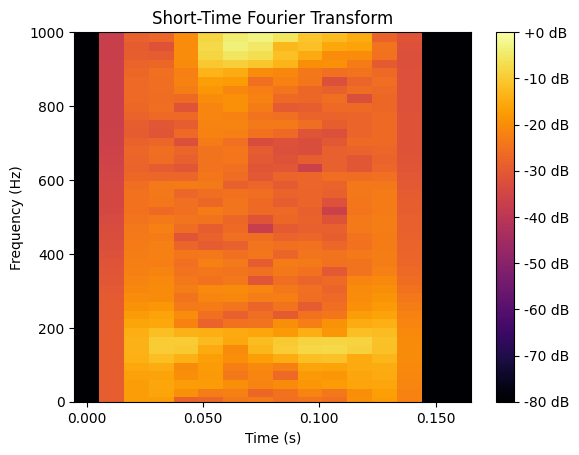 Short-Time Fourier Transform
1000
800
600
400
200
0
Frequency (Hz)
0.000
0.050
0.100
0.150
Time (s)
+0 dB
-10 dB
-20 dB
-30 dB
-40 dB
-50 dB
-60 dB
-70 dB
-80 dB